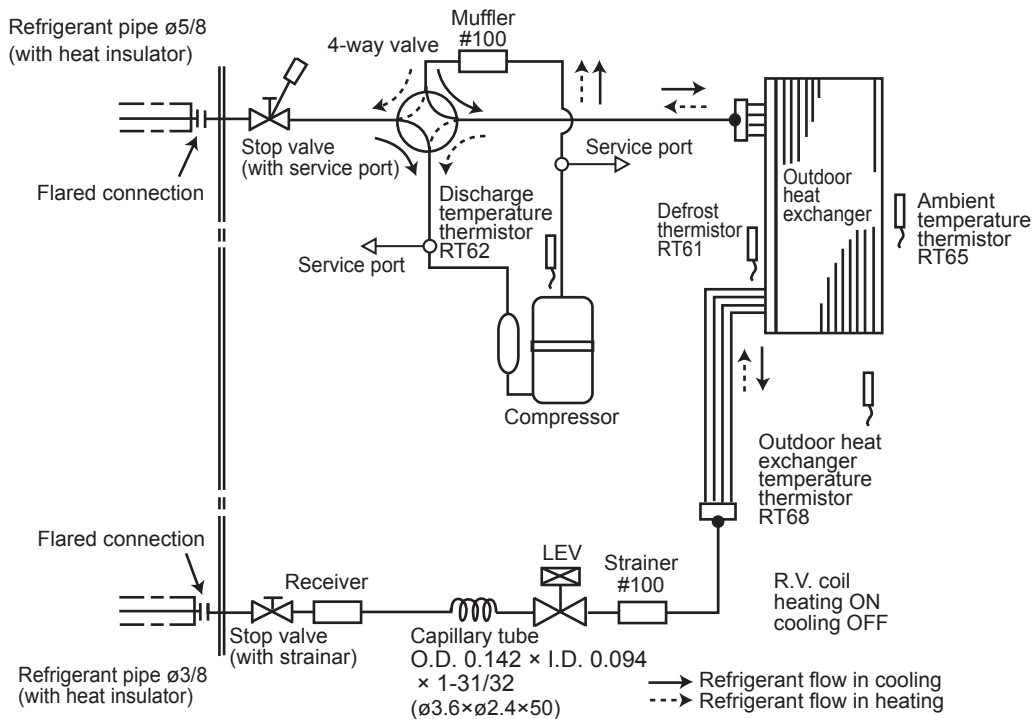 Refrigerant pipe ø5/8
(with heat insulator)
4-way valve
Muffler
#100
Stop valve
(with service port)
Flared connection
Service port
Discharge
temperature
thermistor
RT62
Service port
Compressor
Outdoor
heat
exchanger
Defrost
thermistor
RT61
Ambient
temperature
thermistor
RT65
Outdoor heat
exchanger
temperature
thermistor
RT68
Flared connection
Receiver
LEV
Strainer
#100
R.V. coil
heating ON
cooling OFF
Stop valve
(with strainar)
Capillary tube
O.D. 0.142 × I.D. 0.094
× 1-31/32
(ø3.6×ø2.4×50)
Refrigerant pipe ø3/8
(with heat insulator)
Refrigerant flow in cooling
Refrigerant flow in heating